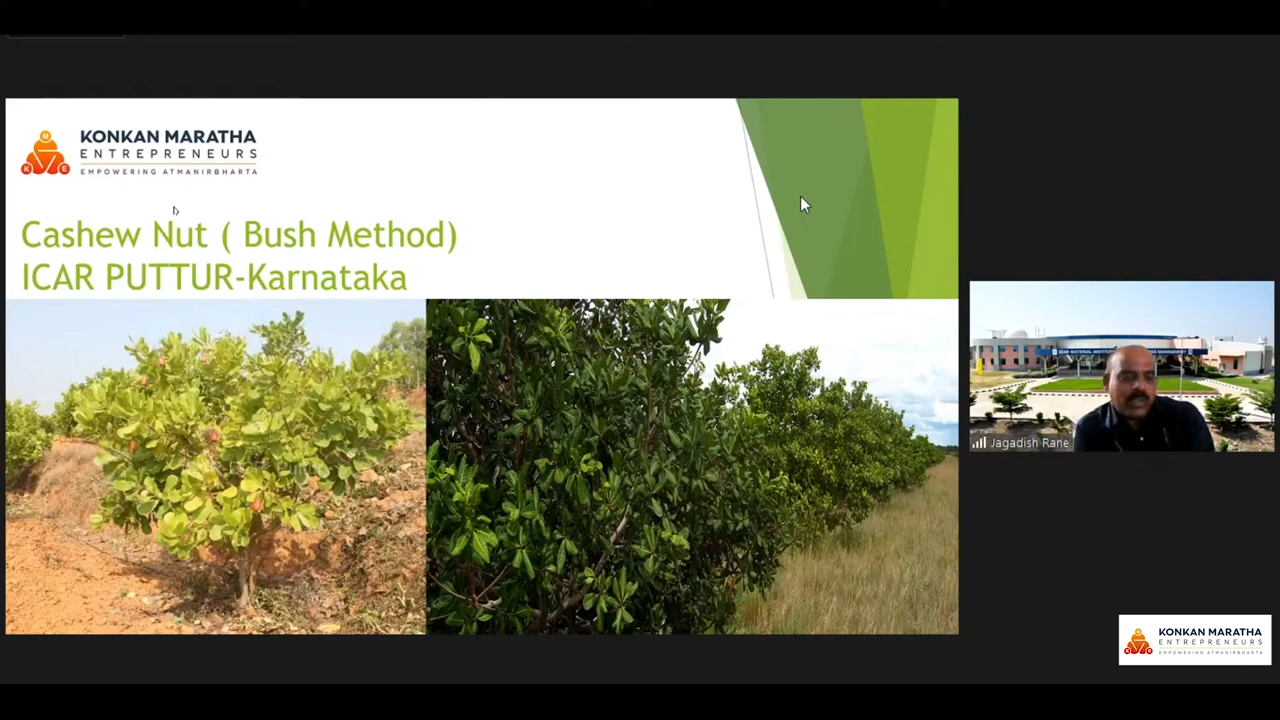 KONKAN MARATHA
ENTREPRENEURS
EMPOWERING ATMANIRBHARTA
Cashew Nut ( Bush Method)
ICAR PUTTUR-Karnataka
Jagadish Rane
KONKAN MARATHA
ENTREPRENEURS
EMPOWERING ATMANIRBHARTA